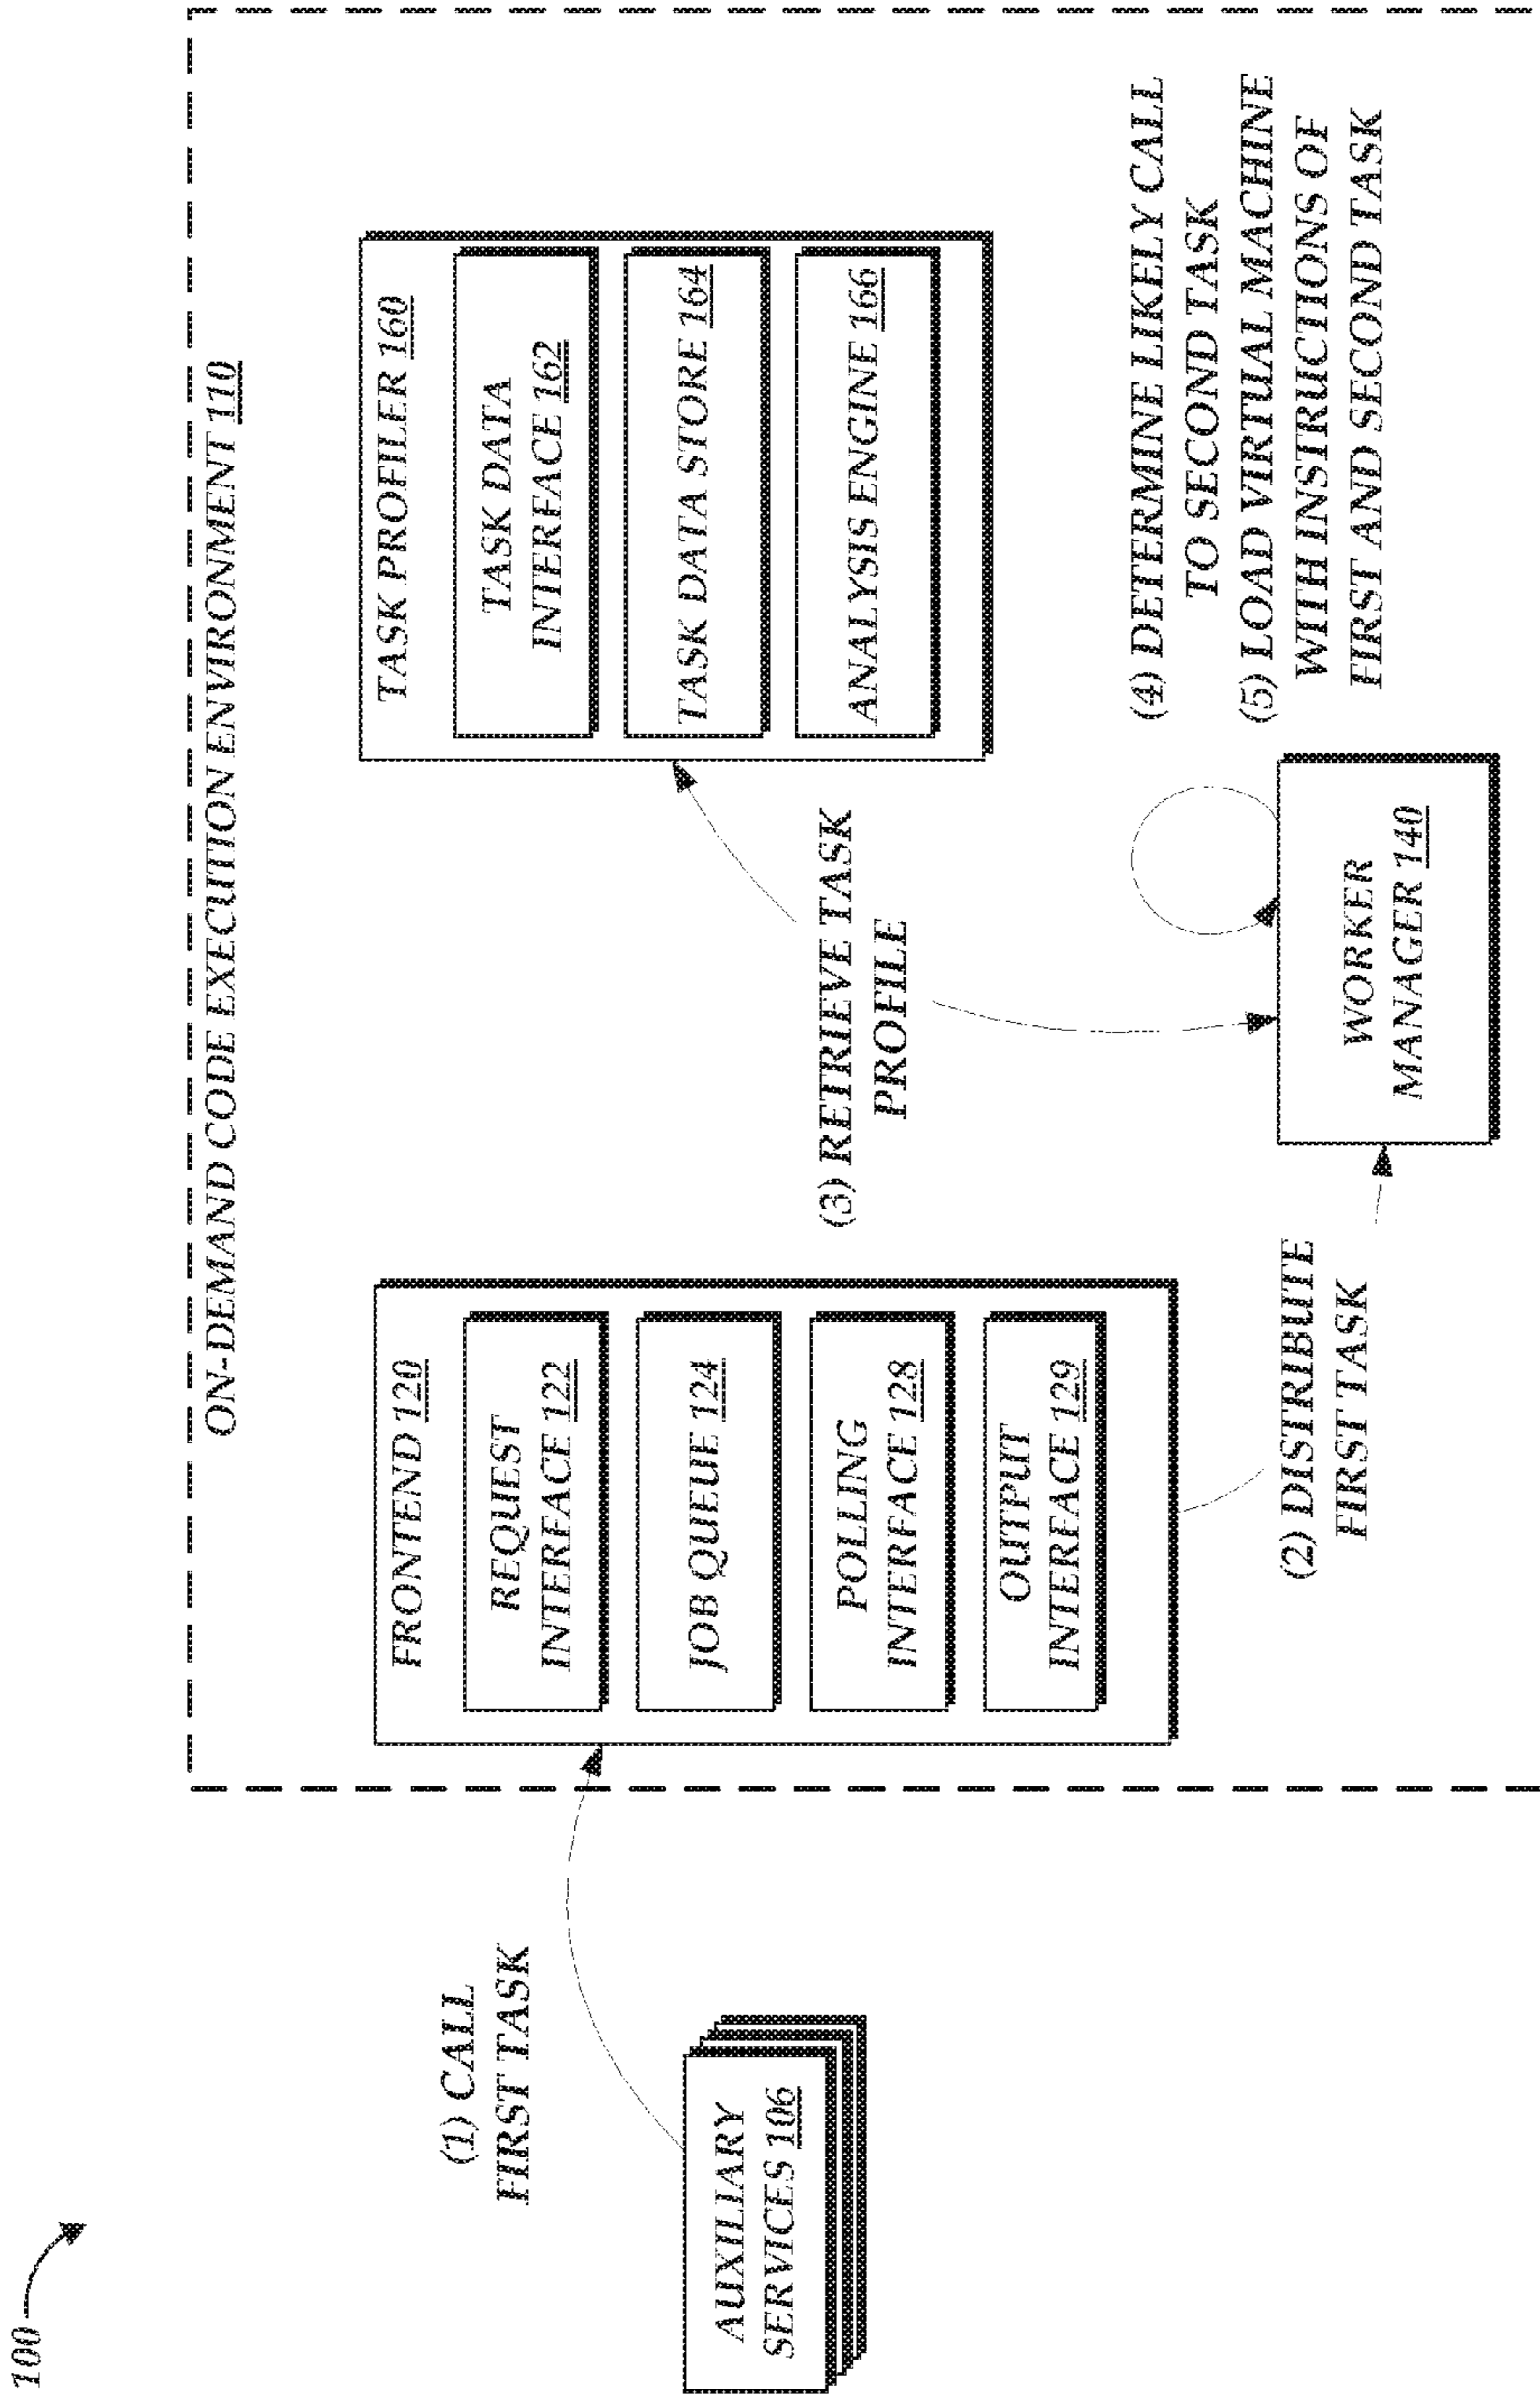 100
ON-DEMAND CODE EXECUTION ENVIRONMENT 110
(1) CALL
FIRST TASK
AUXILIARY
SERVICES 106
FRONTEND 120
REQUEST
INTERFACE 122
JOB QUEUE 124
POLLING
INTERFACE 128
OUTPUT
INTERFACE 129
(2) DISTRIBUTE
FIRST TASK
(3) RETRIEVE TASK
PROFILE
TASK PROFILER 160
TASK DATA
INTERFACE 162
TASK DATA STORE 164
ANALYSIS ENGINE 166
WORKER
MANAGER 140
(4) DETERMINE LIKELY CALL
TO SECOND TASK
(5) LOAD VIRTUAL MACHINE
WITH INSTRUCTIONS OF
FIRST AND SECOND TASK